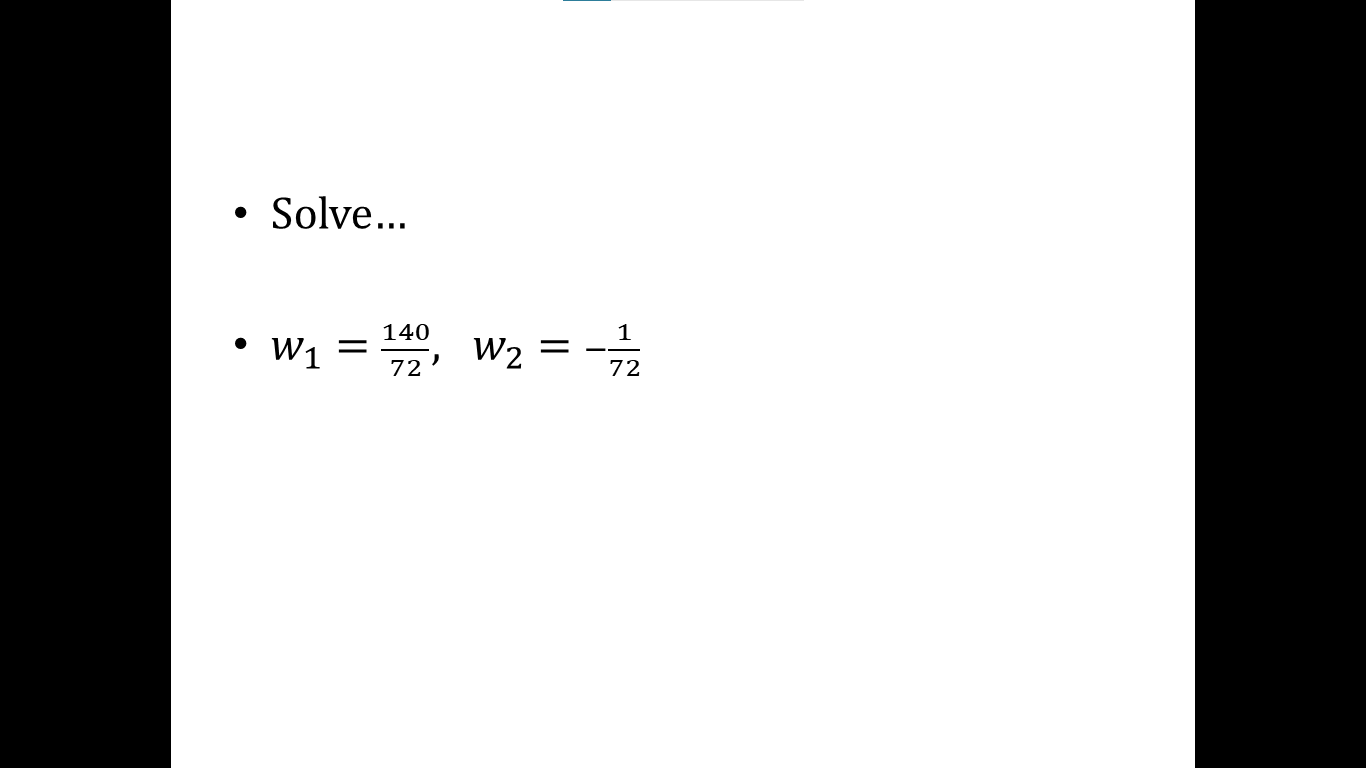 • Solve…
• w₁ = 140/72, w₂ = −1/72